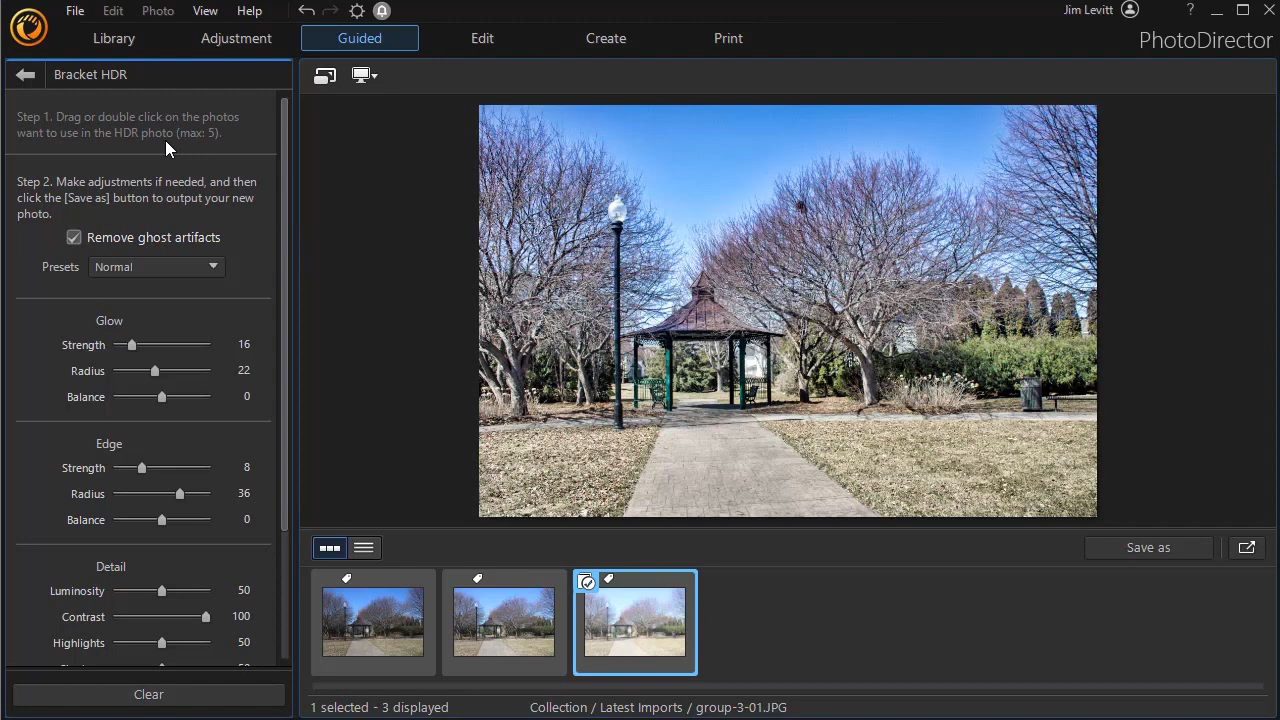 File Edit Photo View Help
Jim Levitt
?
Library Adjustment Guided Edit Create Print
PhotoDirector
Bracket HDR
Step 1. Drag or double click on the photos
want to use in the HDR photo (max: 5).
Step 2. Make adjustments if needed, and then
click the [Save as] button to output your new
photo.
Remove ghost artifacts
Presets Normal
Glow
Strength 16
Radius 22
Balance 0
Edge
Strength 8
Radius 36
Balance 0
Detail
Luminosity 50
Contrast 100
Highlights 50
Clear
Save as
1 selected - 3 displayed
Collection / Latest Imports / group-3-01.JPG